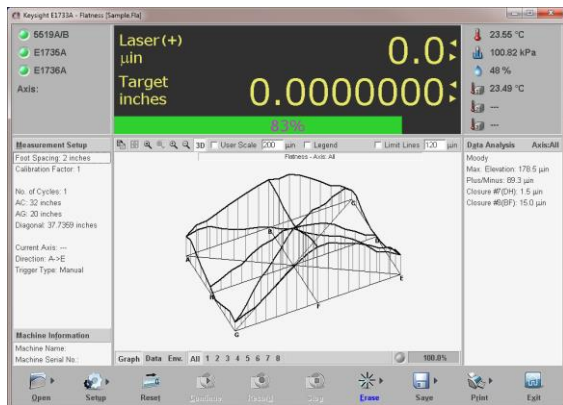 Keysight E1733A - Flatness [Sample.Fla]
5519A/B
E1735A
E1736A
Axis:
Laser(+)
µin
0.0
Target
inches
0.0000000
83%
23.55 °C
100.82 kPa
48 %
23.49 °C
---
---
Measurement Setup
Foot Spacing: 2 inches
Calibration Factor: 1
No. of Cycles: 1
AC: 32 inches
AG: 20 inches
Diagonal: 37.7359 inches
Current Axis: ---
Direction: A->E
Trigger Type: Manual
Machine Information
Machine Name:
Machine Serial No.:
3D User Scale 200 µin Legend Limit Lines 120 µin
Flatness - Axis: All
A
B
C
D
E
F
G
H
Graph Data Env. All 1 2 3 4 5 6 7 8
100.0%
Data Analysis Axis:All
Moody
Max. Elevation: 178.5 µin
Plus/Minus: 89.3 µin
Closure #7(DH): 1.5 µin
Closure #8(BF): 15.0 µin
Open
Setup
Reset
Continue
Record
Stop
Erase
Save
Print
Exit